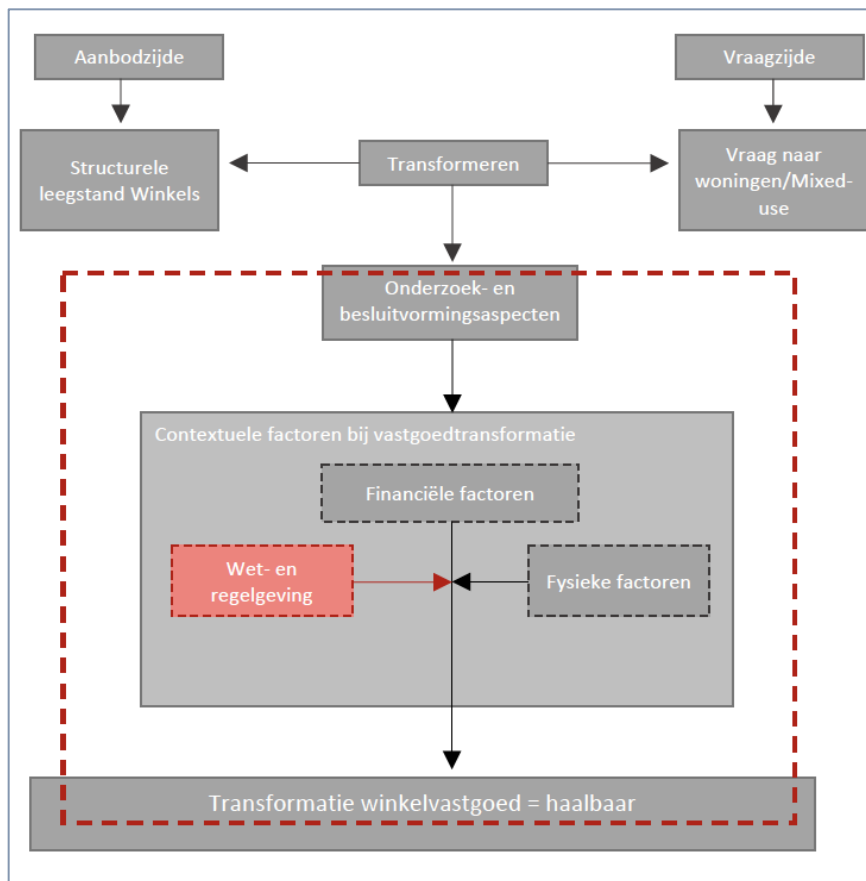 Aanbodzijde
Vraagzijde
Structurele
leegstand Winkels
Transformeren
Vraag naar
woningen/Mixed-
use
Onderzoek- en
besluitvormingsaspecten
Contextuele factoren bij vastgoedtransformatie
Financiële factoren
Wet- en
regelgeving
Fysieke factoren
Transformatie winkelvastgoed = haalbaar